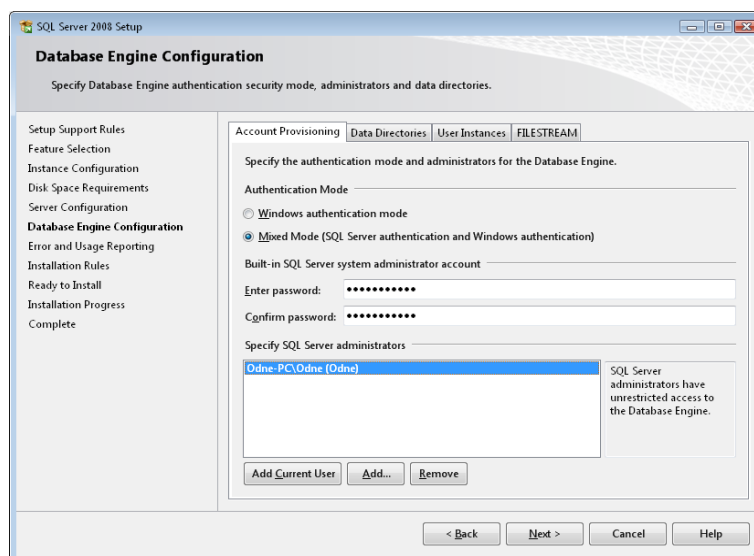 SQL Server 2008 Setup
Database Engine Configuration
Specify Database Engine authentication security mode, administrators and data directories.
Setup Support Rules
Feature Selection
Instance Configuration
Disk Space Requirements
Server Configuration
Database Engine Configuration
Error and Usage Reporting
Installation Rules
Ready to Install
Installation Progress
Complete
Account Provisioning
Data Directories
User Instances
FILESTREAM
Specify the authentication mode and administrators for the Database Engine.
Authentication Mode
Windows authentication mode
Mixed Mode (SQL Server authentication and Windows authentication)
Built-in SQL Server system administrator account
Enter password:
●●●●●●●●●●●
Confirm password:
●●●●●●●●●●●
Specify SQL Server administrators
Odne-PC\Odne (Odne)
SQL Server
administrators have
unrestricted access to
the Database Engine.
Add Current User
Add...
Remove
< Back
Next >
Cancel
Help